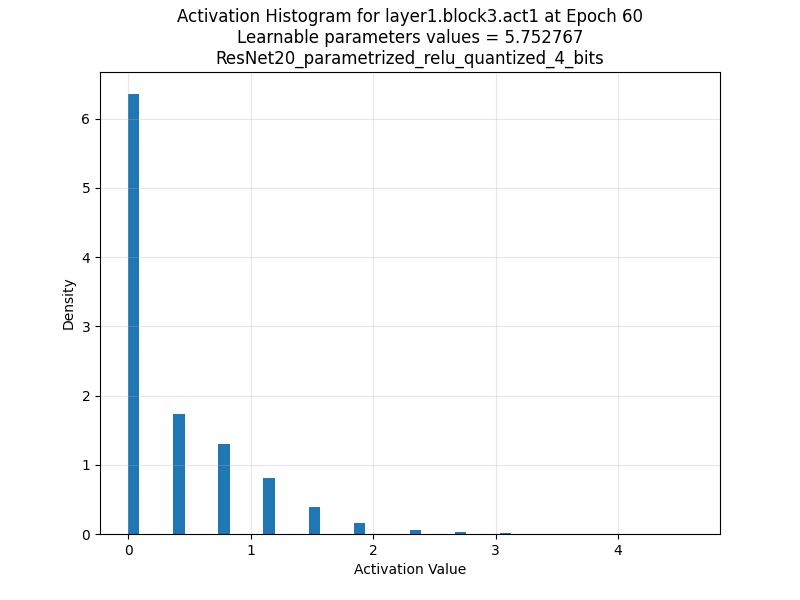 Activation Histogram for layer1.block3.act1 at Epoch 60
Learnable parameters values = 5.752767
ResNet20_parametrized_relu_quantized_4_bits
6
5
4
3
2
1
0
Density
0 1 2 3 4
Activation Value